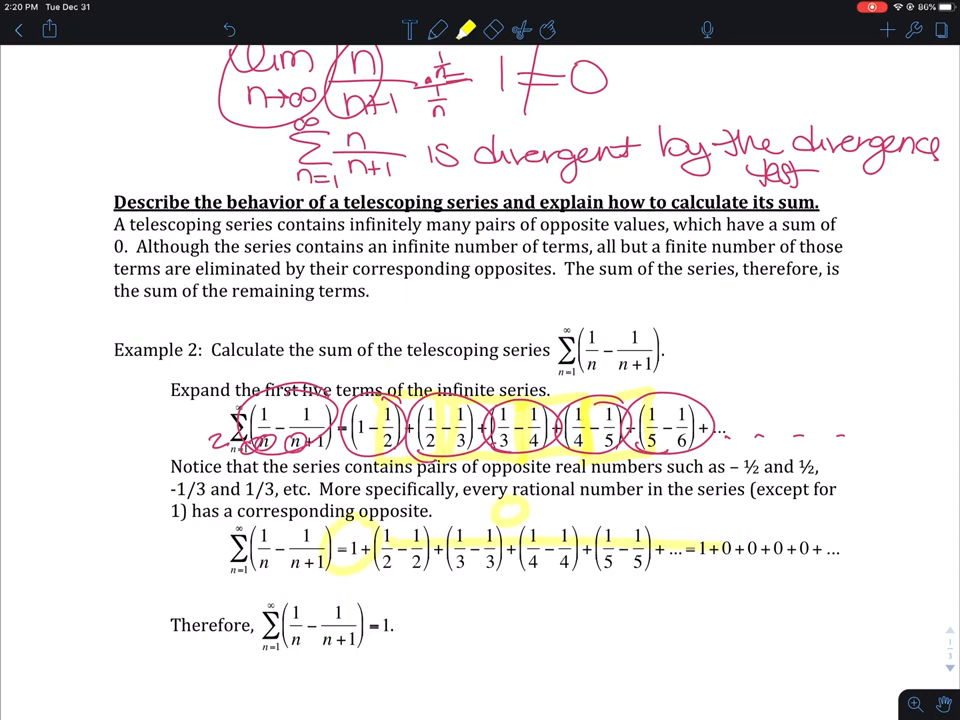 2:20 PM Tue Dec 31
86%
lim n→∞ n/(n+1) · (1/n)/(1/n) = 1 ≠ 0
∞ Σ n=1 n/(n+1) is divergent by the divergence
test
Describe the behavior of a telescoping series and explain how to calculate its sum.
A telescoping series contains infinitely many pairs of opposite values, which have a sum of
0. Although the series contains an infinite number of terms, all but a finite number of those
terms are eliminated by their corresponding opposites. The sum of the series, therefore, is
the sum of the remaining terms.
Example 2: Calculate the sum of the telescoping series ∞ Σ n=1 (1/n − 1/(n+1)).
Expand the first five terms of the infinite series.
∞ Σ n=1 (1/n − 1/(n+1)) = (1 − 1/2) + (1/2 − 1/3) + (1/3 − 1/4) + (1/4 − 1/5) + (1/5 − 1/6) + ...
Notice that the series contains pairs of opposite real numbers such as – ½ and ½,
-1/3 and 1/3, etc. More specifically, every rational number in the series (except for
1) has a corresponding opposite.
∞ Σ n=1 (1/n − 1/(n+1)) = 1 + (1/2 − 1/2) + (1/3 − 1/3) + (1/4 − 1/4) + (1/5 − 1/5) + ... = 1 + 0 + 0 + 0 + 0 + ...
Therefore, ∞ Σ n=1 (1/n − 1/(n+1)) = 1.
1/3